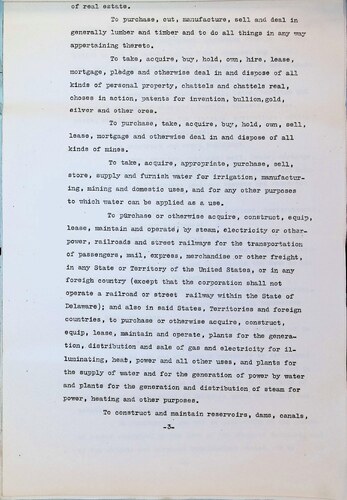 of real estate.
To purchase, cut, manufacture, sell and deal in
generally lumber and timber and to do all things in any way
appertaining thereto.
To take, acquire, buy, hold, own, hire, lease,
mortgage, pledge and otherwise deal in and dispose of all
kinds of personal property, chattels and chattels real,
choses in action, patents for invention, bullion,gold,
silver and other ores.
To purchase, take, acquire, buy, hold, own, sell,
lease, mortgage and otherwise deal in and dispose of all
kinds of mines.
To take, acquire, appropriate, purchase, sell,
store, supply and furnish water for irrigation, manufactur-
ing, mining and domestic uses, and for any other purposes
to which water can be applied as a use.
To purchase or otherwise acquire, construct, equip,
lease, maintain and operate, by steam, electricity or other-
power, railroads and street railways for the transportation
of passengers, mail, express, merchandise or other freight,
in any State or Territory of the United States, or in any
foreign country (except that the corporation shall not
operate a railroad or street railway within the State of
Delaware); and also in said States, Territories and foreign
countries, to purchase or otherwise acquire, construct,
equip, lease, maintain and operate, plants for the genera-
tion, distribution and sale of gas and electricity for il-
luminating, heat, power and all other uses, and plants for
the supply of water and for the generation of power by water
and plants for the generation and distribution of steam for
power, heating and other purposes.
To construct and maintain reservoirs, dams, canals,
-3-